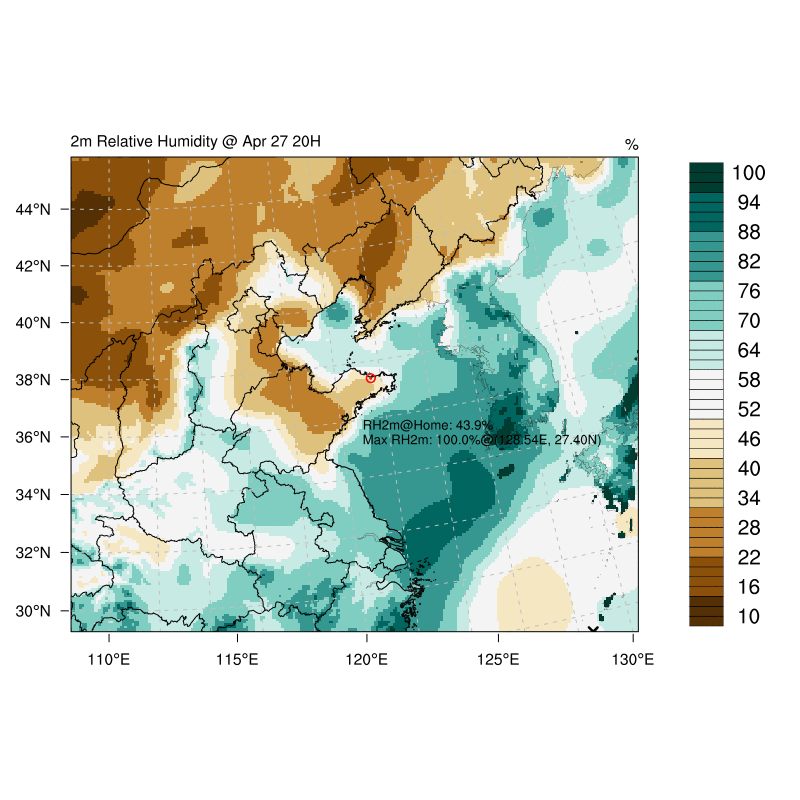 2m Relative Humidity @ Apr 27 20H
%
100
94
88
82
76
70
64
58
52
46
40
34
28
22
16
10
44°N
42°N
40°N
38°N
36°N
34°N
32°N
30°N
RH2m@Home: 43.9%
Max RH2m: 100.0%@(128.54E, 27.40N)
110°E 115°E 120°E 125°E 130°E